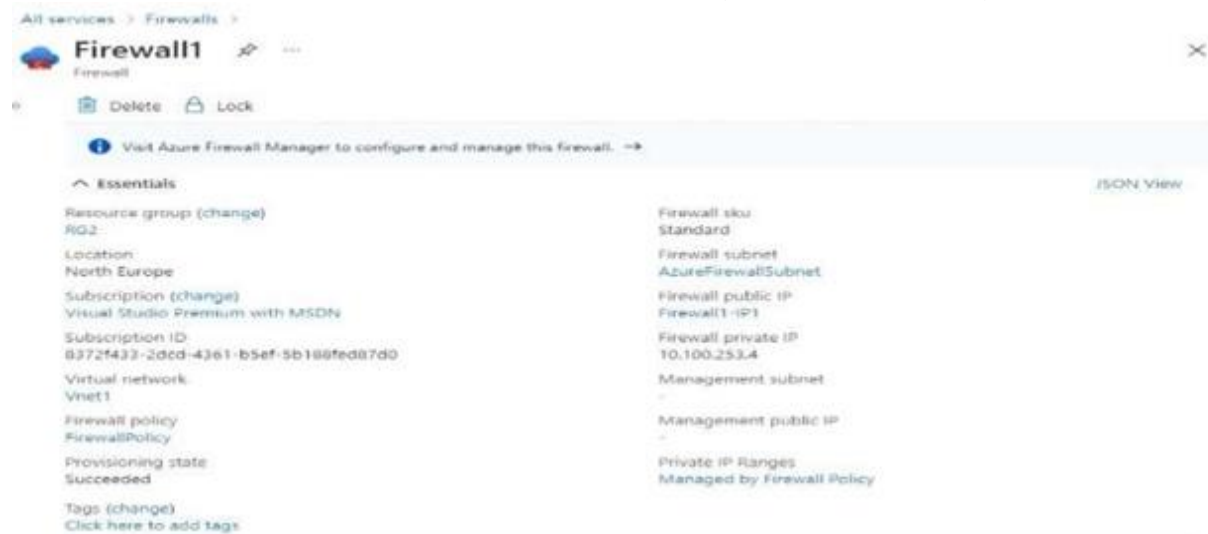 All services > Firewalls >
Firewall1
Firewall
Delete Lock
Visit Azure Firewall Manager to configure and manage this firewall. →
Essentials
JSON View
Resource group (change)
RG2
Location
North Europe
Subscription (change)
Visual Studio Premium with MSDN
Subscription ID
8372f433-2dcd-4361-b5ef-5b188fed87d0
Virtual network
Vnet1
Firewall policy
FirewallPolicy
Provisioning state
Succeeded
Tags (change)
Click here to add tags
Firewall sku
Standard
Firewall subnet
AzureFirewallSubnet
Firewall public IP
Firewall1-IP1
Firewall private IP
10.100.253.4
Management subnet
-
Management public IP
-
Private IP Ranges
Managed by Firewall Policy